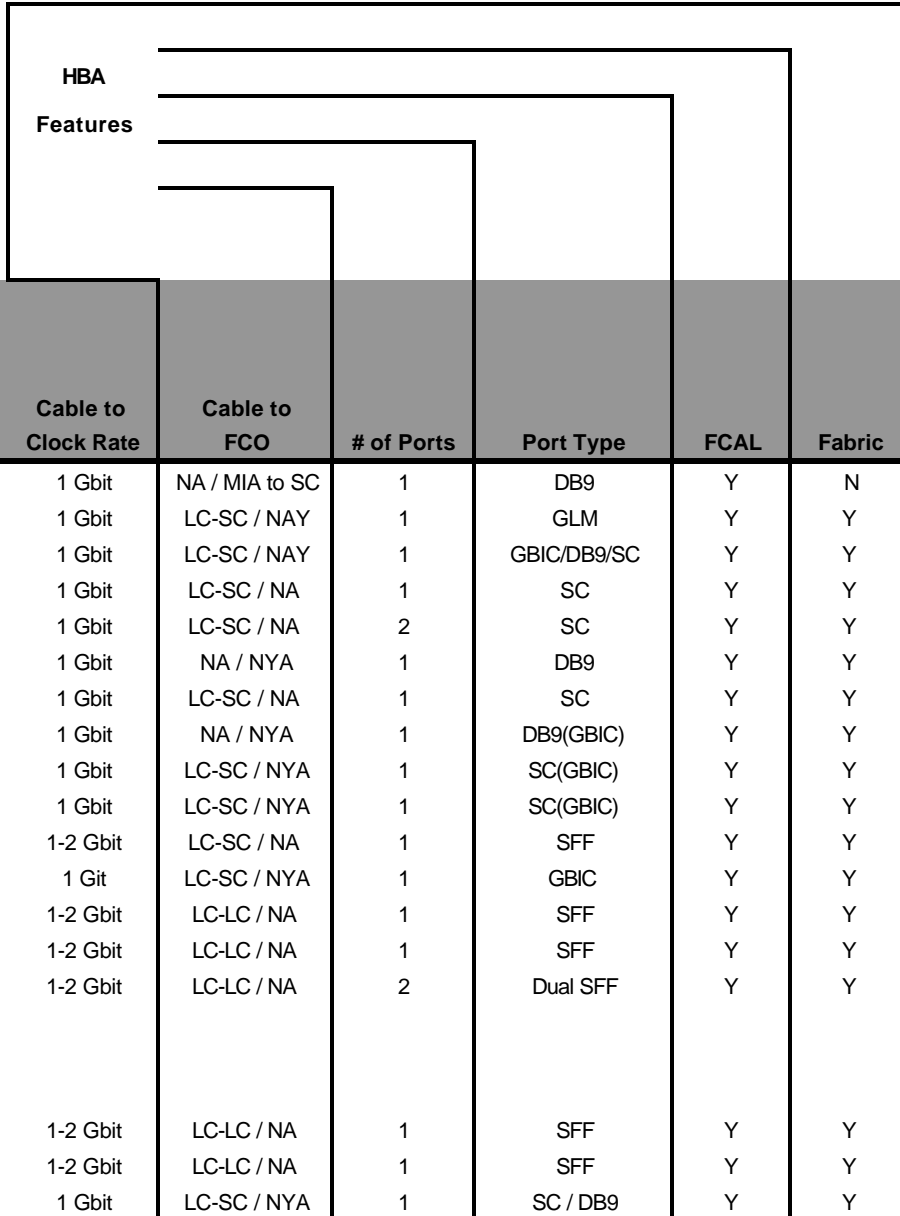 HBA
Features
Cable to Cable to
Clock Rate FCO # of Ports Port Type FCAL Fabric
1 Gbit NA / MIA to SC 1 DB9 Y N
1 Gbit LC-SC / NAY 1 GLM Y Y
1 Gbit LC-SC / NAY 1 GBIC/DB9/SC Y Y
1 Gbit LC-SC / NA 1 SC Y Y
1 Gbit LC-SC / NA 2 SC Y Y
1 Gbit NA / NYA 1 DB9 Y Y
1 Gbit LC-SC / NA 1 SC Y Y
1 Gbit NA / NYA 1 DB9(GBIC) Y Y
1 Gbit LC-SC / NYA 1 SC(GBIC) Y Y
1 Gbit LC-SC / NYA 1 SC(GBIC) Y Y
1-2 Gbit LC-SC / NA 1 SFF Y Y
1 Git LC-SC / NYA 1 GBIC Y Y
1-2 Gbit LC-LC / NA 1 SFF Y Y
1-2 Gbit LC-LC / NA 1 SFF Y Y
1-2 Gbit LC-LC / NA 2 Dual SFF Y Y
1-2 Gbit LC-LC / NA 1 SFF Y Y
1-2 Gbit LC-LC / NA 1 SFF Y Y
1 Gbit LC-SC / NYA 1 SC / DB9 Y Y